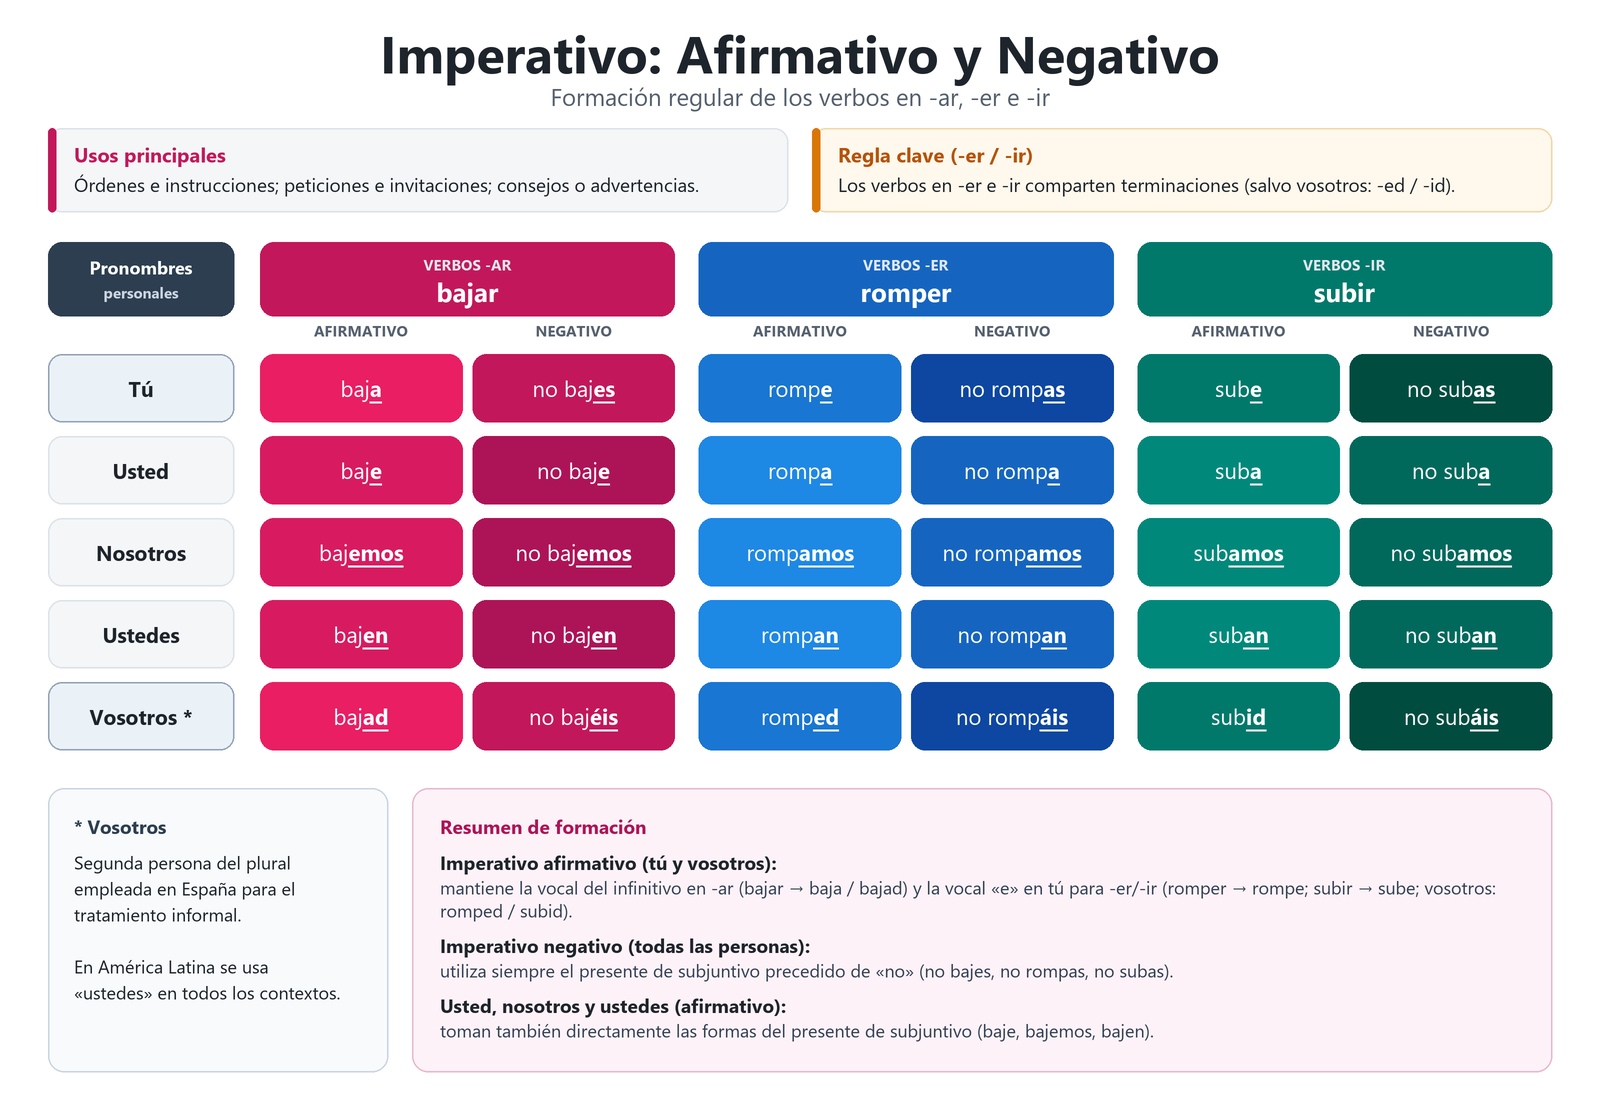 Imperativo: Afirmativo y Negativo
Formación regular de los verbos en -ar, -er e -ir
Usos principales
Órdenes e instrucciones; peticiones e invitaciones; consejos o advertencias.
Regla clave (-er / -ir)
Los verbos en -er e -ir comparten terminaciones (salvo vosotros: -ed / -id).
Pronombres
personales
VERBOS -AR
bajar
VERBOS -ER
romper
VERBOS -IR
subir
AFIRMATIVO NEGATIVO AFIRMATIVO NEGATIVO AFIRMATIVO NEGATIVO
Tú baja no bajes rompe no rompas sube no subas
Usted baje no baje rompa no rompa suba no suba
Nosotros bajemos no bajemos rompamos no rompamos subamos no subamos
Ustedes bajen no bajen rompan no rompan suban no suban
Vosotros * bajad no bajéis romped no rompáis subid no subáis
* Vosotros
Segunda persona del plural
empleada en España para el
tratamiento informal.
En América Latina se usa
«ustedes» en todos los contextos.
Resumen de formación
Imperativo afirmativo (tú y vosotros):
mantiene la vocal del infinitivo en -ar (bajar → baja / bajad) y la vocal «e» en tú para -er/-ir (romper → rompe; subir → sube; vosotros:
romped / subid).
Imperativo negativo (todas las personas):
utiliza siempre el presente de subjuntivo precedido de «no» (no bajes, no rompas, no subas).
Usted, nosotros y ustedes (afirmativo):
toman también directamente las formas del presente de subjuntivo (baje, bajemos, bajen).